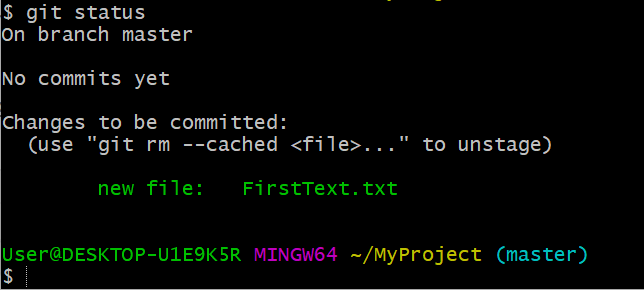 $ git status
On branch master
No commits yet
Changes to be committed:
(use "git rm --cached <file>..." to unstage)
new file: FirstText.txt
User@DESKTOP-U1E9K5R MINGW64 ~/MyProject (master)
$